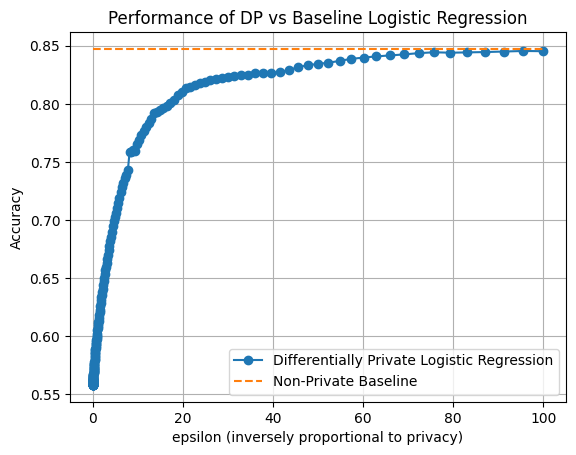 Performance of DP vs Baseline Logistic Regression
Accuracy
0.85
0.80
0.75
0.70
0.65
0.60
0.55
Differentially Private Logistic Regression
Non-Private Baseline
0
20
40
60
80
100
epsilon (inversely proportional to privacy)